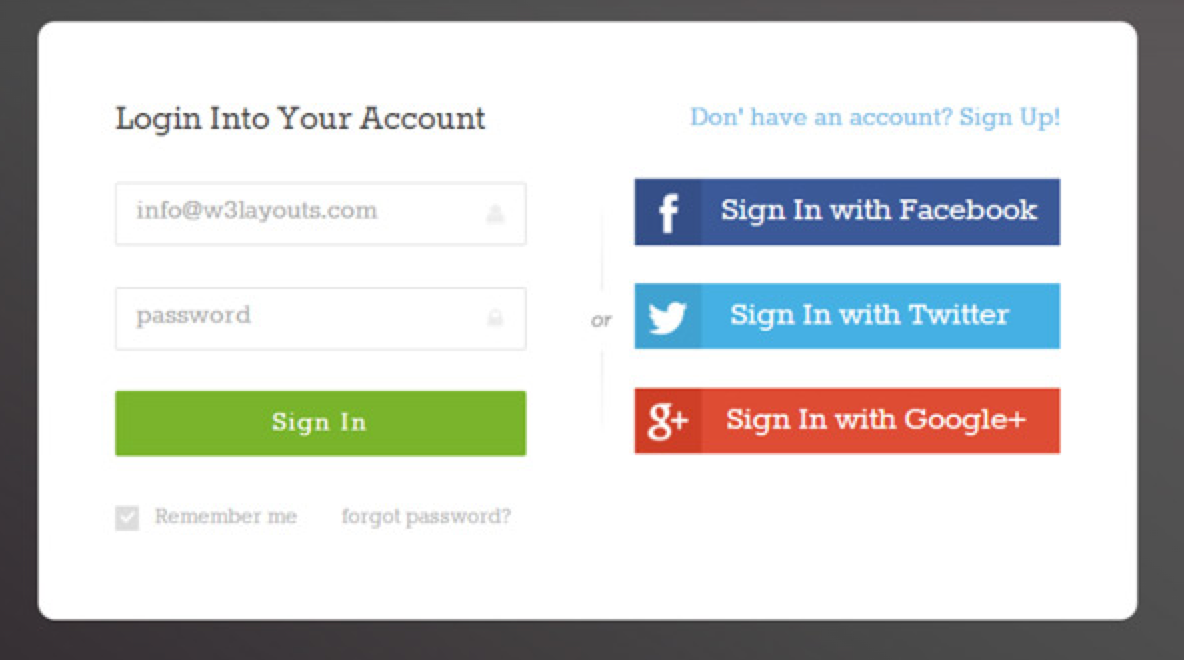 Login Into Your Account
info@w3layouts.com
password
Sign In
Remember me forgot password?
or
Don' have an account? Sign Up!
f Sign In with Facebook
Sign In with Twitter
g+ Sign In with Google+